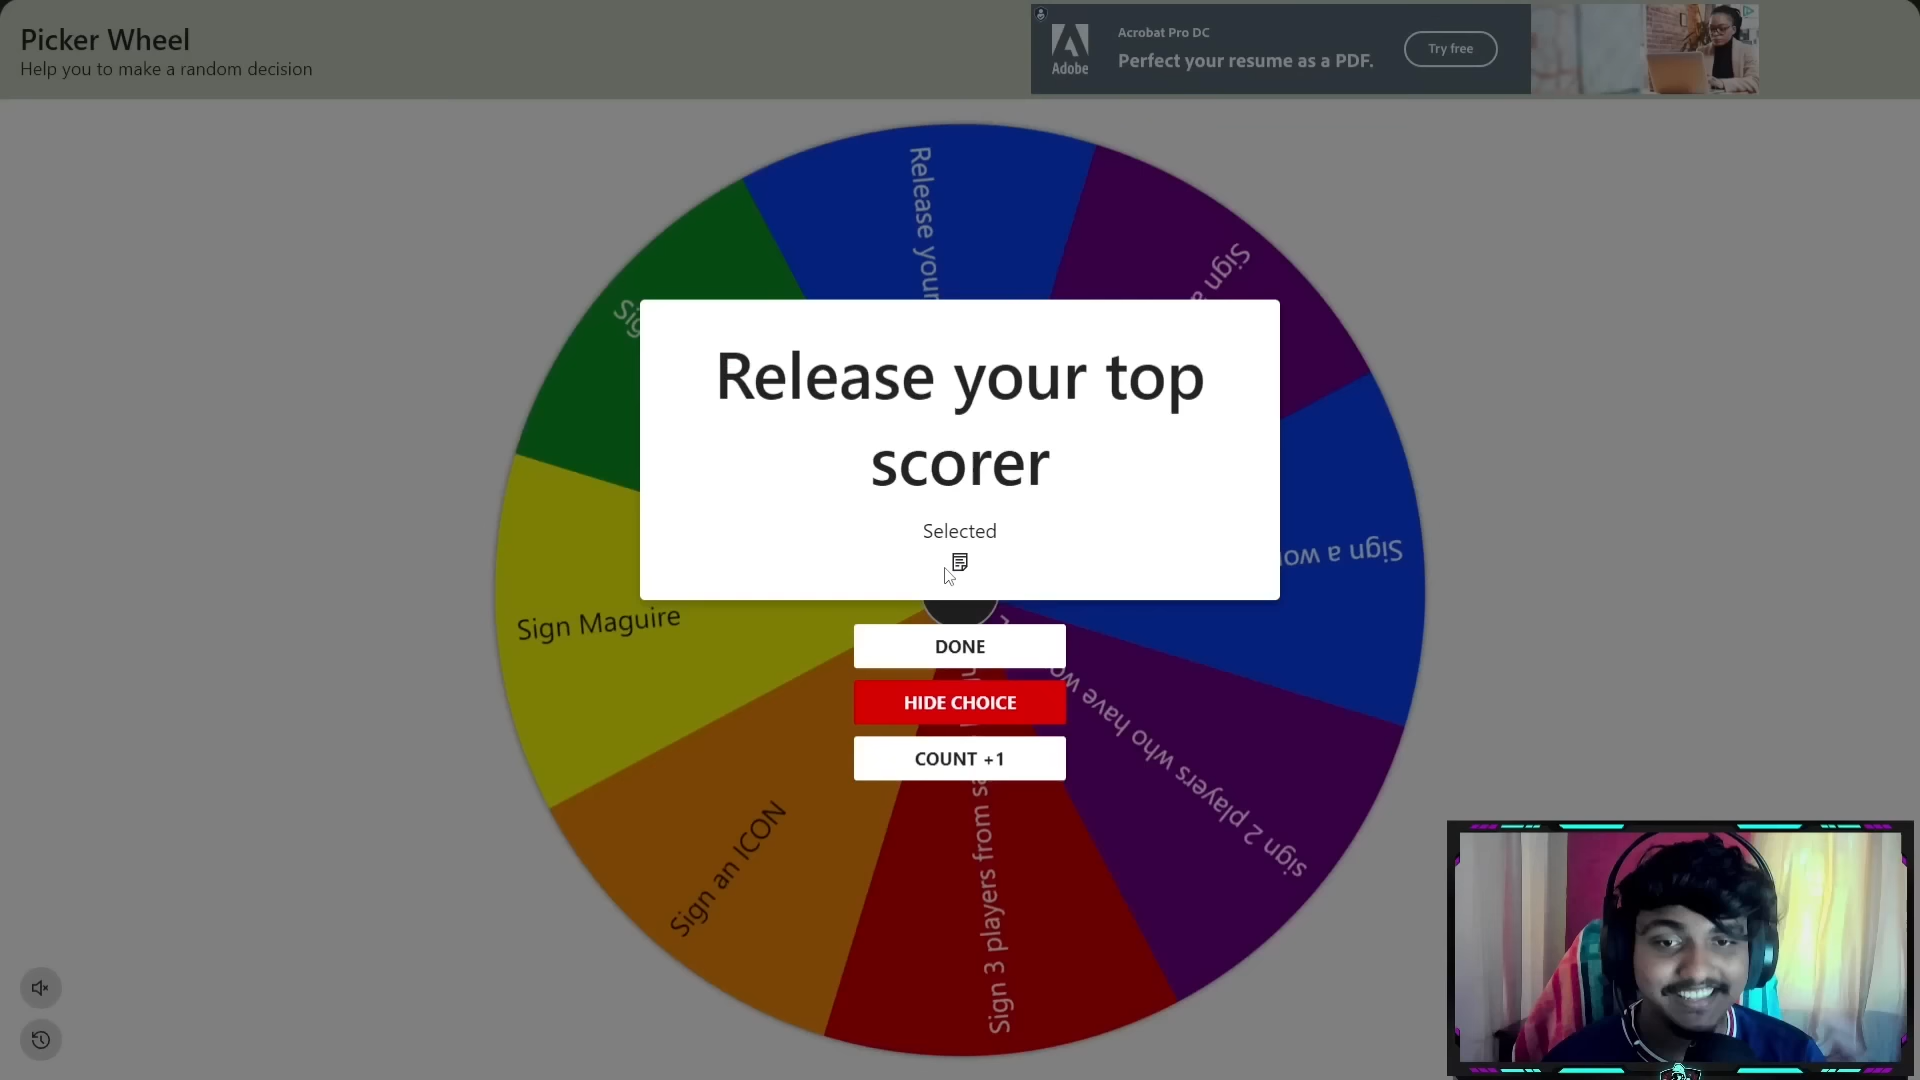 Picker Wheel
Help you to make a random decision
Adobe
Acrobat Pro DC
Perfect your resume as a PDF.
Try free
Release your
Sign a
Sign a
Sign Maguire
Sign an ICON
Sign 3 players from
sign 2 players who have
Release your top
scorer
Selected
DONE
HIDE CHOICE
COUNT +1